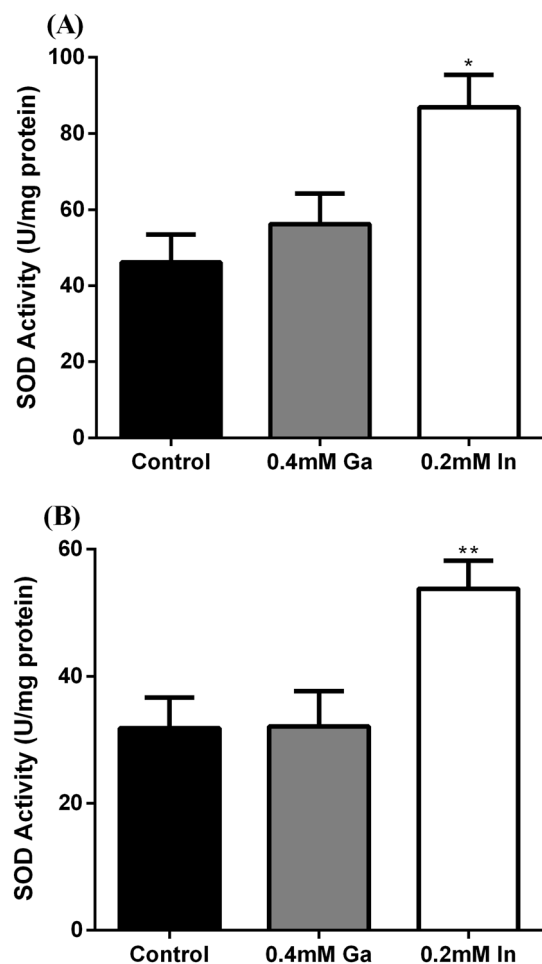 (A)
SOD Activity (U/mg protein)
100
80
60
40
20
0
*
Control 0.4mM Ga 0.2mM In
(B)
SOD Activity (U/mg protein)
60
40
20
0
**
Control 0.4mM Ga 0.2mM In